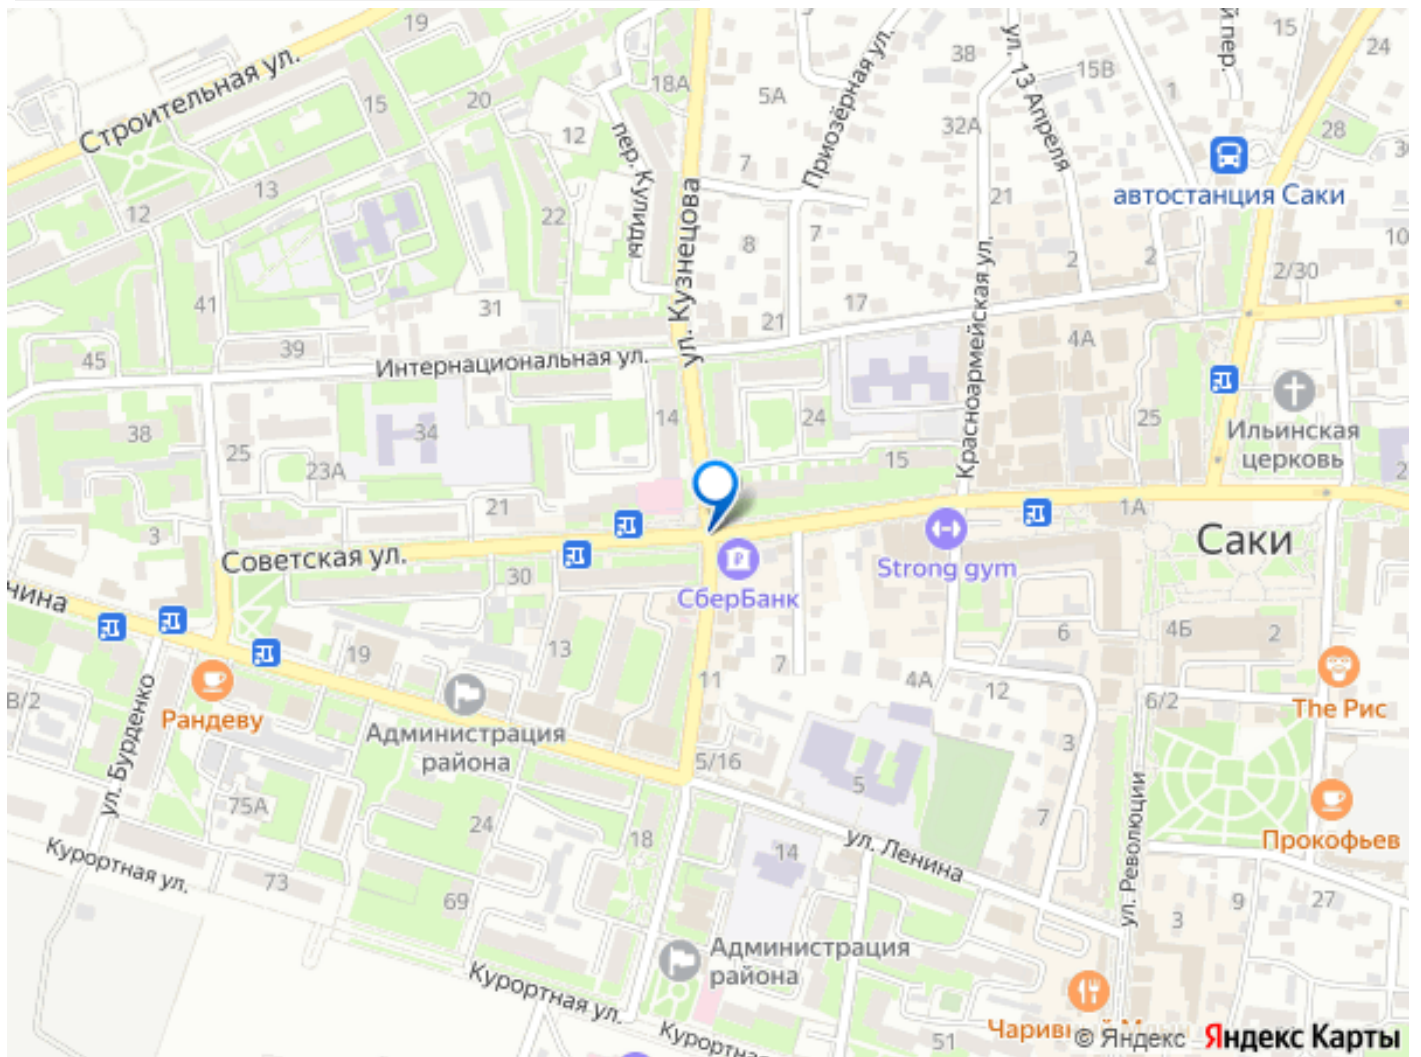 19
15
24
Строительная ул.
15
20
18А
5А
38
ул. 13 Апреля
15В
1
28
й пер.
пер. Кулиды
12
Приозёрная ул.
32А
13
7
21
автостанция Саки
12
22
8
7
2
2
10
2/30
41
31
ул. Кузнецова
17
21
Красноармейская ул.
4А
45
39
Интернациональная ул.
14
24
25
Ильинская
церковь
38
34
25
23А
15
2
21
1А
3
Советская ул.
30
СберБанк
Strong gym
Саки
нина
19
13
7
11
4А
12
6
4Б
2
В/2
Рандеву
Администрация
района
5/16
6/2
The Рис
ул. Бурденко
75А
24
18
5
3
7
ул. Революции
Прокофьев
ул. Ленина
14
Курортная ул.
73
69
9
27
3
Администрация
района
Курортная ул.
Курортна
51
© Яндекс Яндекс Карты